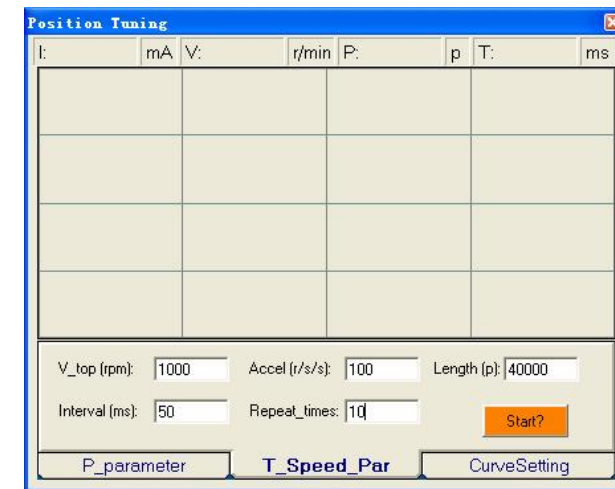 Position Tuning
I: mA V: r/min P: p T: ms
V_top (rpm): 1000 Accel (r/s/s): 100 Length (p): 40000
Interval (ms): 50 Repeat_times: 10 Start?
P_parameter T_Speed_Par CurveSetting